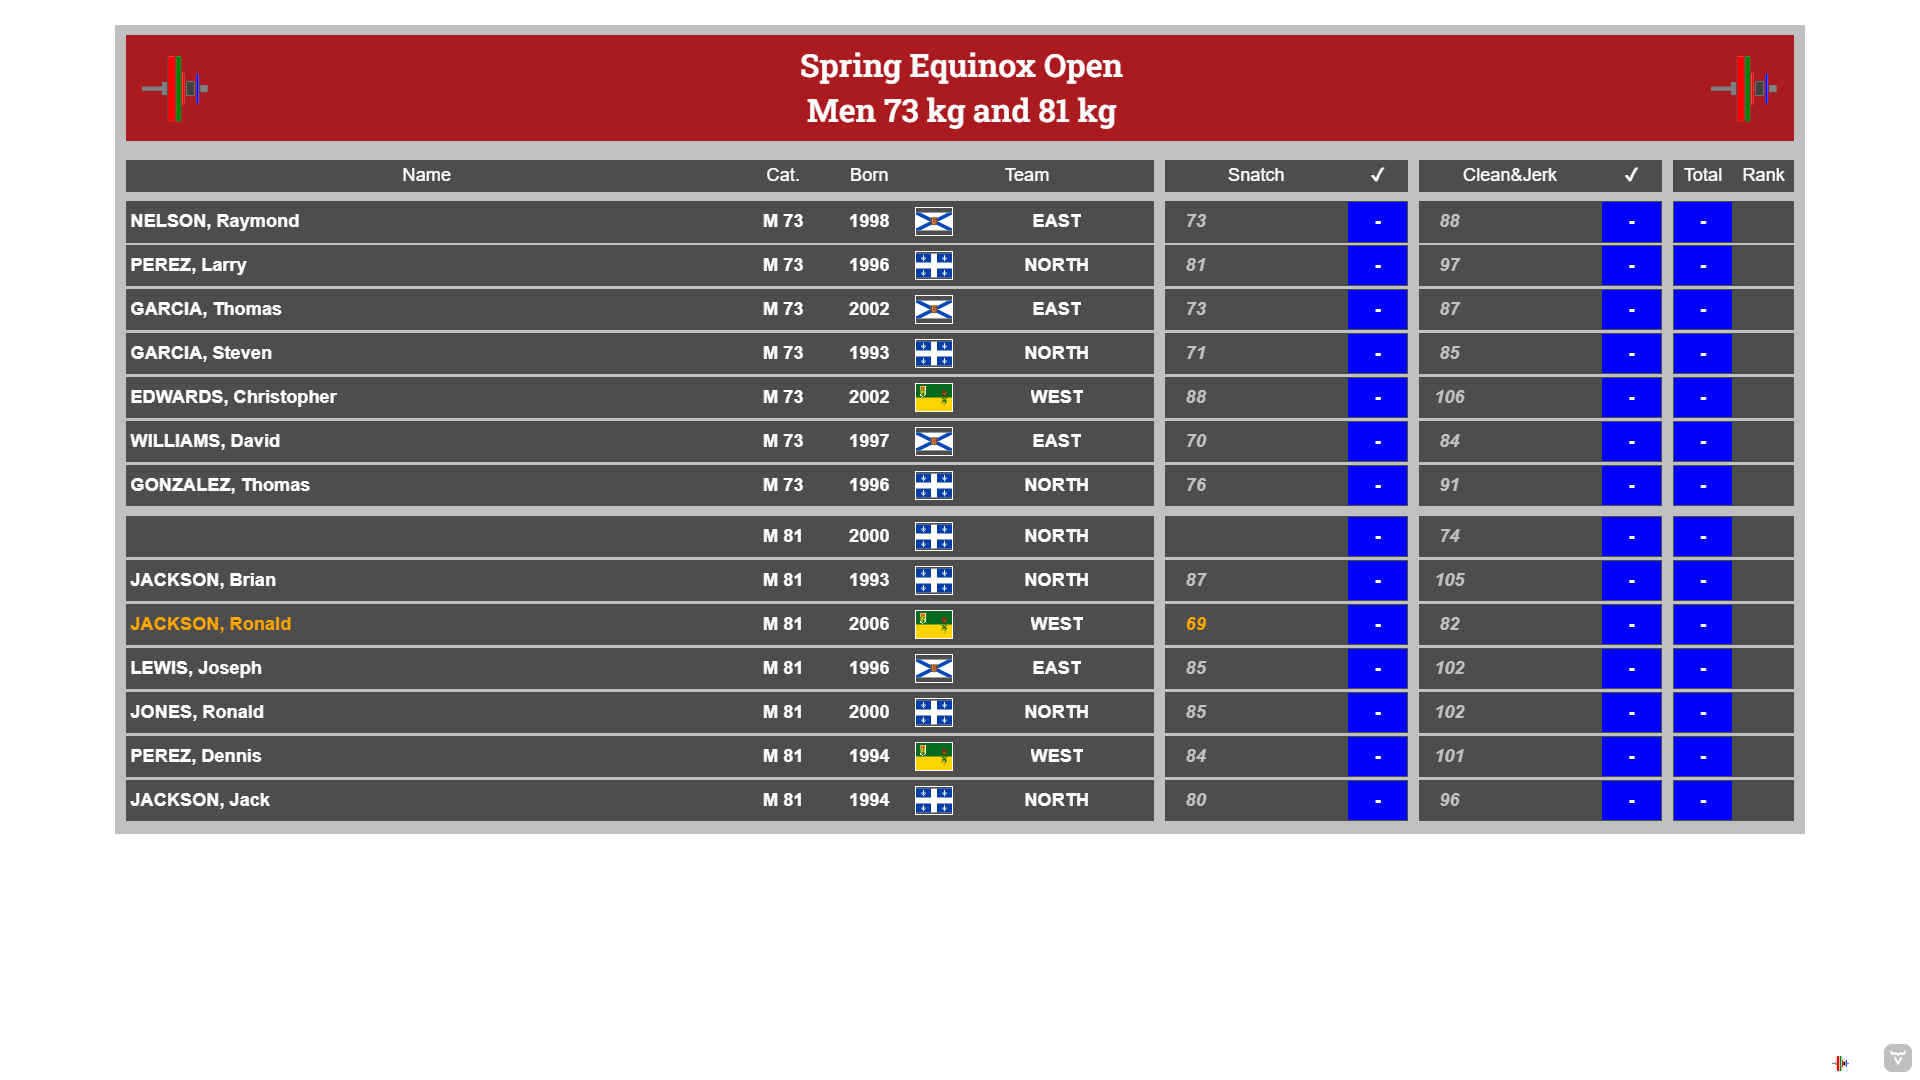 Spring Equinox Open
Men 73 kg and 81 kg
Name Cat. Born Team Snatch ✓ Clean&Jerk ✓ Total Rank
NELSON, Raymond M 73 1998 EAST 73 - 88 - -
PEREZ, Larry M 73 1996 NORTH 81 - 97 - -
GARCIA, Thomas M 73 2002 EAST 73 - 87 - -
GARCIA, Steven M 73 1993 NORTH 71 - 85 - -
EDWARDS, Christopher M 73 2002 WEST 88 - 106 - -
WILLIAMS, David M 73 1997 EAST 70 - 84 - -
GONZALEZ, Thomas M 73 1996 NORTH 76 - 91 - -
M 81 2000 NORTH - 74 - -
JACKSON, Brian M 81 1993 NORTH 87 - 105 - -
JACKSON, Ronald M 81 2006 WEST 69 - 82 - -
LEWIS, Joseph M 81 1996 EAST 85 - 102 - -
JONES, Ronald M 81 2000 NORTH 85 - 102 - -
PEREZ, Dennis M 81 1994 WEST 84 - 101 - -
JACKSON, Jack M 81 1994 NORTH 80 - 96 - -